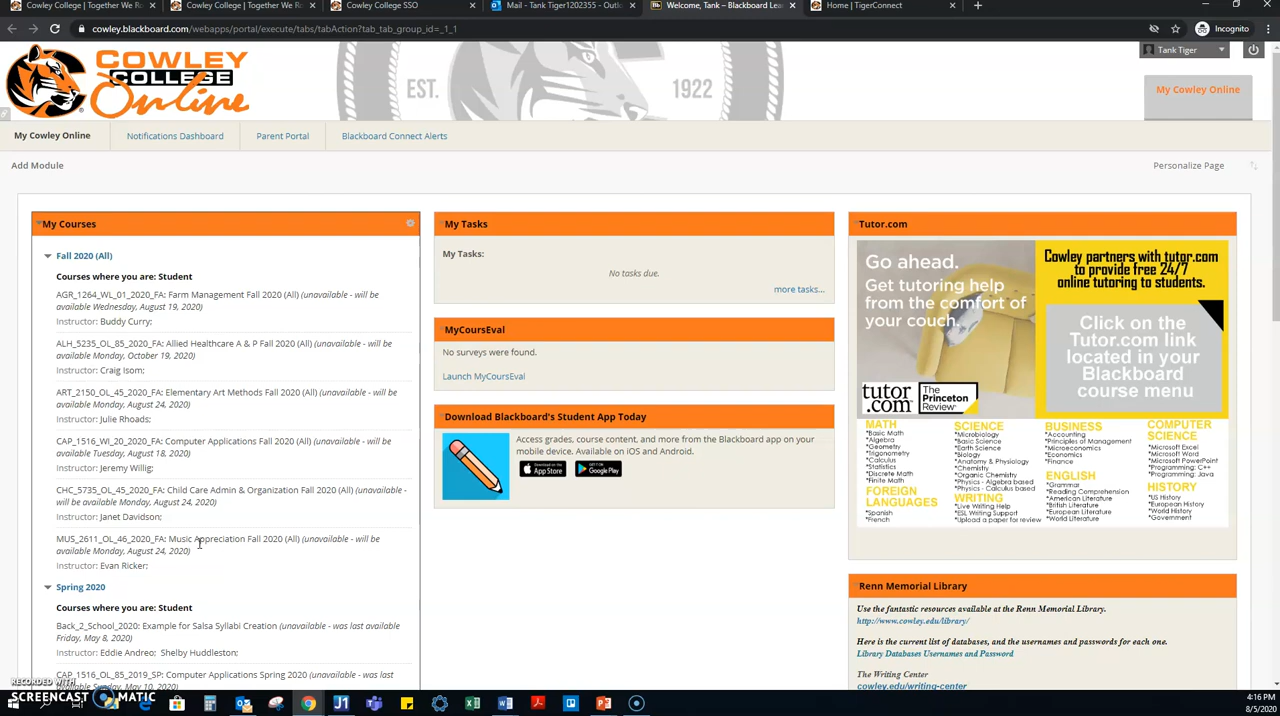 Cowley College | Together We R
Cowley College | Together We R
Cowley College SSO
Mail - Tank Tiger1202355 - Outl
Welcome, Tank – Blackboard Lea
Home | TigerConnect
cowley.blackboard.com/webapps/portal/execute/tabs/tabAction?tab_tab_group_id=_1_1
Incognito
COWLEY
COLLEGE
Online
EST.
1922
Tank Tiger
My Cowley Online
My Cowley Online
Notifications Dashboard
Parent Portal
Blackboard Connect Alerts
Add Module
Personalize Page
My Courses
Fall 2020 (All)
Courses where you are: Student
AGR_1264_WL_01_2020_FA: Farm Management Fall 2020 (All) (unavailable - will be
available Wednesday, August 19, 2020)
Instructor: Buddy Curry;
ALH_5235_OL_85_2020_FA: Allied Healthcare A & P Fall 2020 (All) (unavailable - will be
available Monday, October 19, 2020)
Instructor: Craig Isom;
ART_2150_OL_45_2020_FA: Elementary Art Methods Fall 2020 (All) (unavailable - will be
available Monday, August 24, 2020)
Instructor: Julie Rhoads;
CAP_1516_WI_20_2020_FA: Computer Applications Fall 2020 (All) (unavailable - will be
available Tuesday, August 18, 2020)
Instructor: Jeremy Willig;
CHC_5735_OL_45_2020_FA: Child Care Admin & Organization Fall 2020 (All) (unavailable -
will be available Monday, August 24, 2020)
Instructor: Janet Davidson;
MUS_2611_OL_46_2020_FA: Music Appreciation Fall 2020 (All) (unavailable - will be
available Monday, August 24, 2020)
Instructor: Evan Ricker;
Spring 2020
Courses where you are: Student
Back_2_School_2020: Example for Salsa Syllabi Creation (unavailable - was last available
Friday, May 8, 2020)
Instructor: Eddie Andreo; Shelby Huddleston;
CAP_1516_OL_85_2019_SP: Computer Applications Spring 2020 (unavailable - was last
available Sunday, May 10, 2020)
My Tasks
My Tasks:
No tasks due.
more tasks...
MyCoursEval
No surveys were found.
Launch MyCoursEval
Download Blackboard's Student App Today
Access grades, course content, and more from the Blackboard app on your
mobile device. Available on iOS and Android.
App Store
Google Play
Tutor.com
Go ahead.
Get tutoring help
from the comfort of
your couch.
tutor.com
The Princeton Review
Cowley partners with tutor.com
to provide free 24/7
online tutoring to students.
Click on the
Tutor.com link
located in your
Blackboard
course menu
MATH
*Basic Math
*Algebra
*Geometry
*Trigonometry
*Calculus
*Statistics
*Discrete Math
*Finite Math
FOREIGN
LANGUAGES
*Spanish
*French
SCIENCE
*Microbiology
*Basic Science
*Earth Science
*Biology
*Anatomy & Physiology
*Chemistry
*Organic Chemistry
*Physics - Algebra based
*Physics - Calculus based
WRITING
*Live Writing Help
*ESL Writing Support
*Upload a paper for review
BUSINESS
*Accounting
*Principles of Management
*Microeconomics
*Economics
*Finance
ENGLISH
*Grammar
*Reading Comprehension
*American Literature
*British Literature
*European Literature
*World Literature
COMPUTER
SCIENCE
*Microsoft Excel
*Microsoft Word
*Microsoft PowerPoint
*Programming: C++
*Programming: Java
HISTORY
*US History
*European History
*World History
*Government
Renn Memorial Library
Use the fantastic resources available at the Renn Memorial Library.
http://www.cowley.edu/library/
Here is the current list of databases, and the usernames and passwords for each one.
Library Databases Usernames and Password
The Writing Center
cowley.edu/writing-center
RECORDED WITH
SCREENCAST MATIC
4:16 PM
8/5/2020